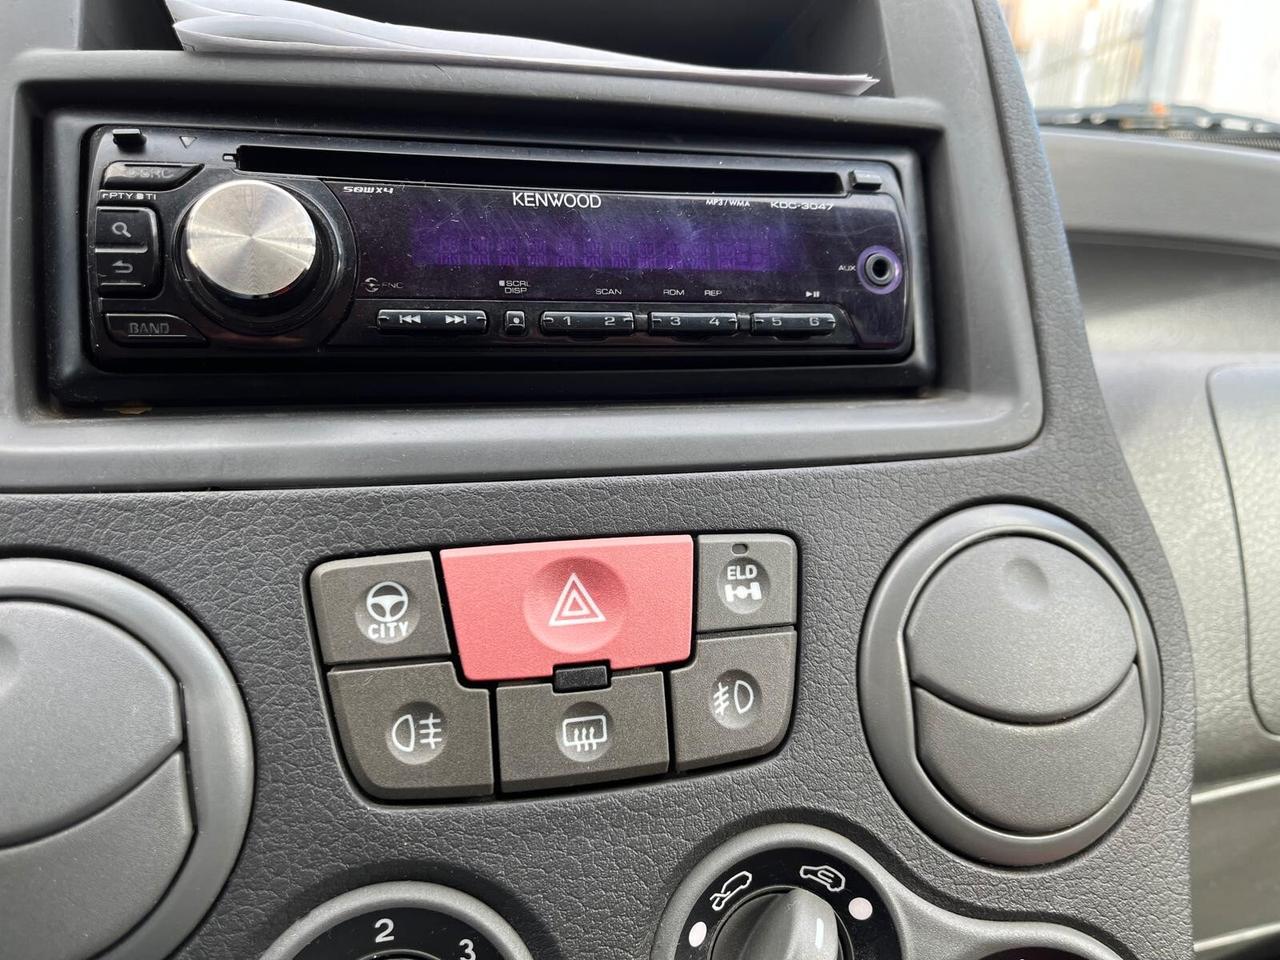 SRC
PTY TI
50W X4
KENWOOD
MP3/WMA
KDC-3047
AUX
FNC
SCRL
DISP
SCAN
RDM
REP
BAND
1 2
3 4
5 6
CITY
ELD
2
3